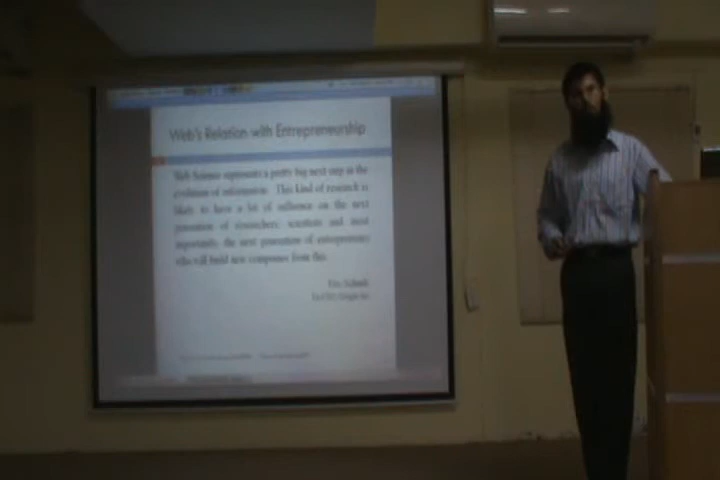 Web's Relation with Entrepreneurship
Web Science represents a pretty big next step in the
evolution of information. This kind of research is
likely to have a lot of influence on the next
generation of researchers, scientists and most
importantly, the next generation of entrepreneurs
who will build new companies from this.
Eric Schmidt